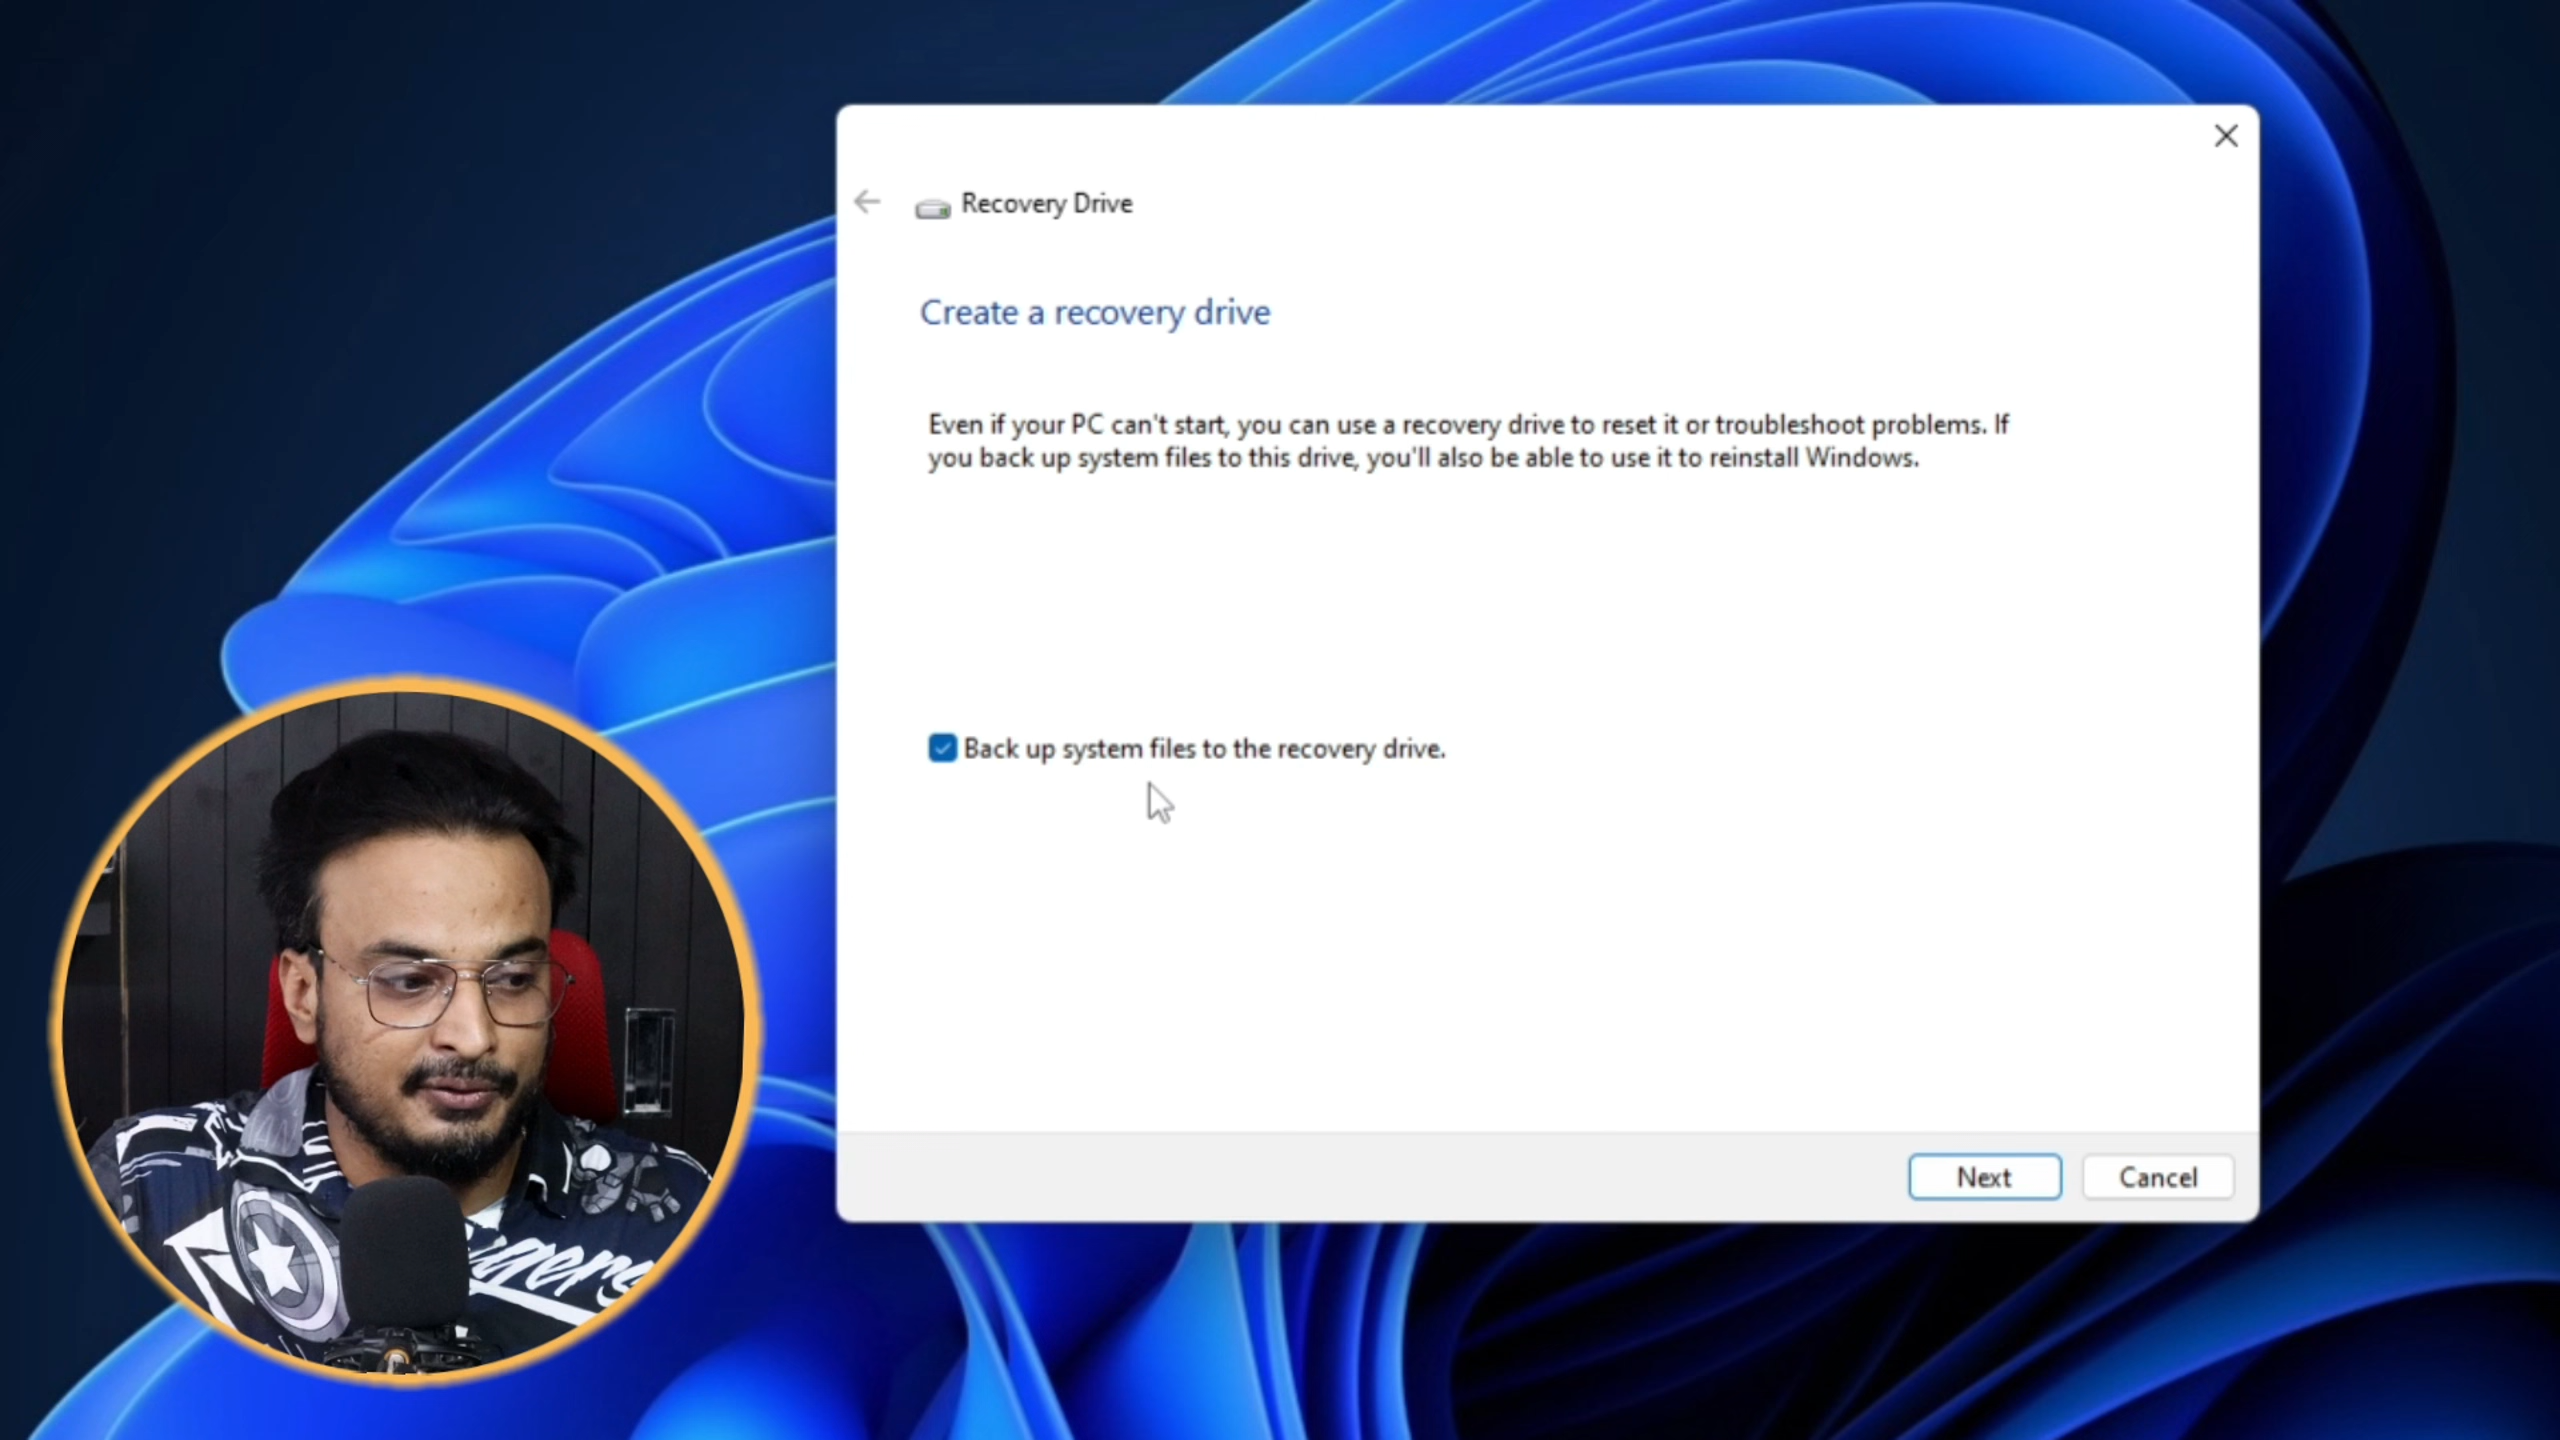 Recovery Drive
Create a recovery drive
Even if your PC can't start, you can use a recovery drive to reset it or troubleshoot problems. If
you back up system files to this drive, you'll also be able to use it to reinstall Windows.
Back up system files to the recovery drive.
Next
Cancel